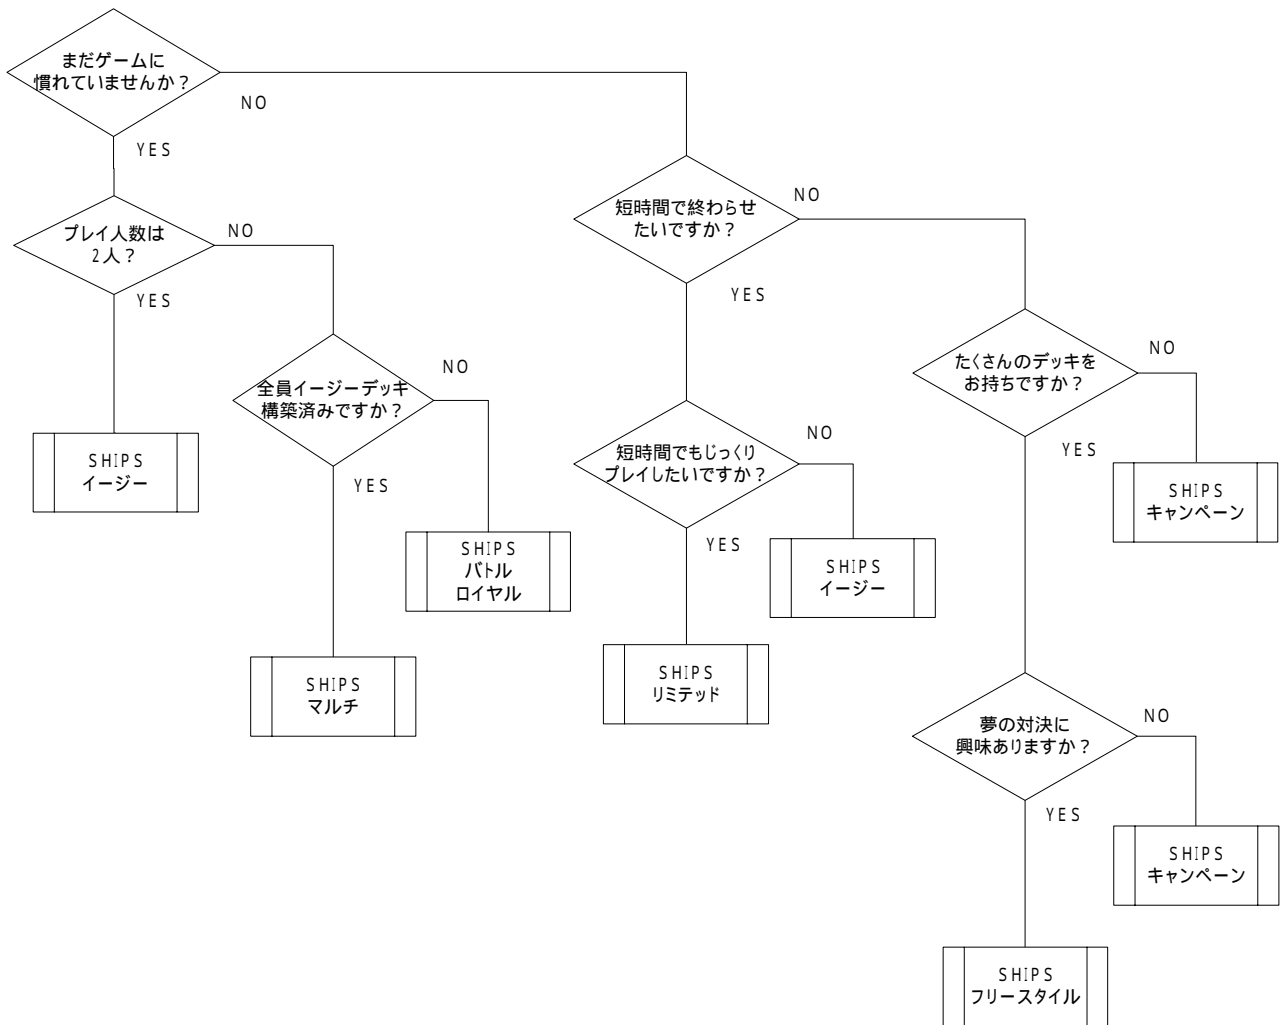 まだゲームに
慣れていませんか？
NO
YES
プレイ人数は
2人？
NO
YES
SHIPS
イージー
全員イージーデッキ
構築済みですか？
NO
YES
SHIPS
バトル
ロイヤル
SHIPS
マルチ
短時間で終わらせ
たいですか？
NO
YES
短時間でもじっくり
プレイしたいですか？
NO
YES
SHIPS
イージー
SHIPS
リミテッド
たくさんのデッキを
お持ちですか？
NO
YES
SHIPS
キャンペーン
夢の対決に
興味ありますか？
NO
YES
SHIPS
キャンペーン
SHIPS
フリースタイル